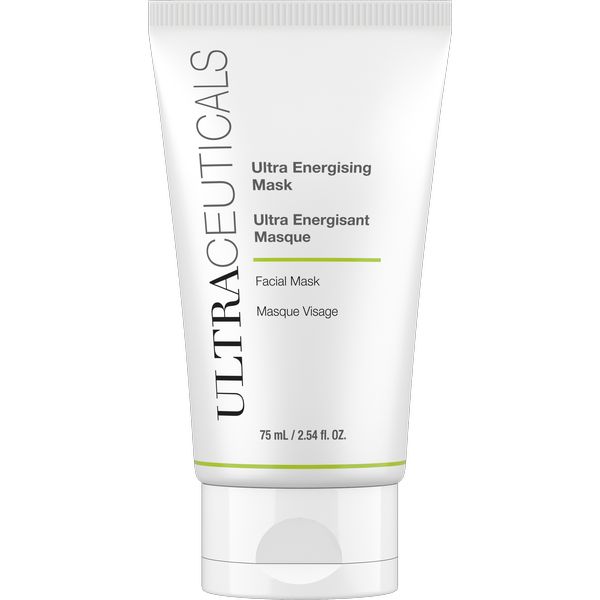 ULTRACEUTICALS
Ultra Energising
Mask
Ultra Energisant
Masque
Facial Mask
Masque Visage
75 mL / 2.54 fl. OZ.